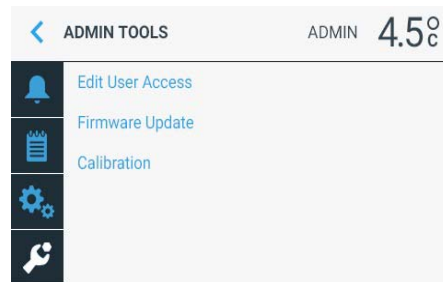 ADMIN TOOLS ADMIN 4.5°C
Edit User Access
Firmware Update
Calibration